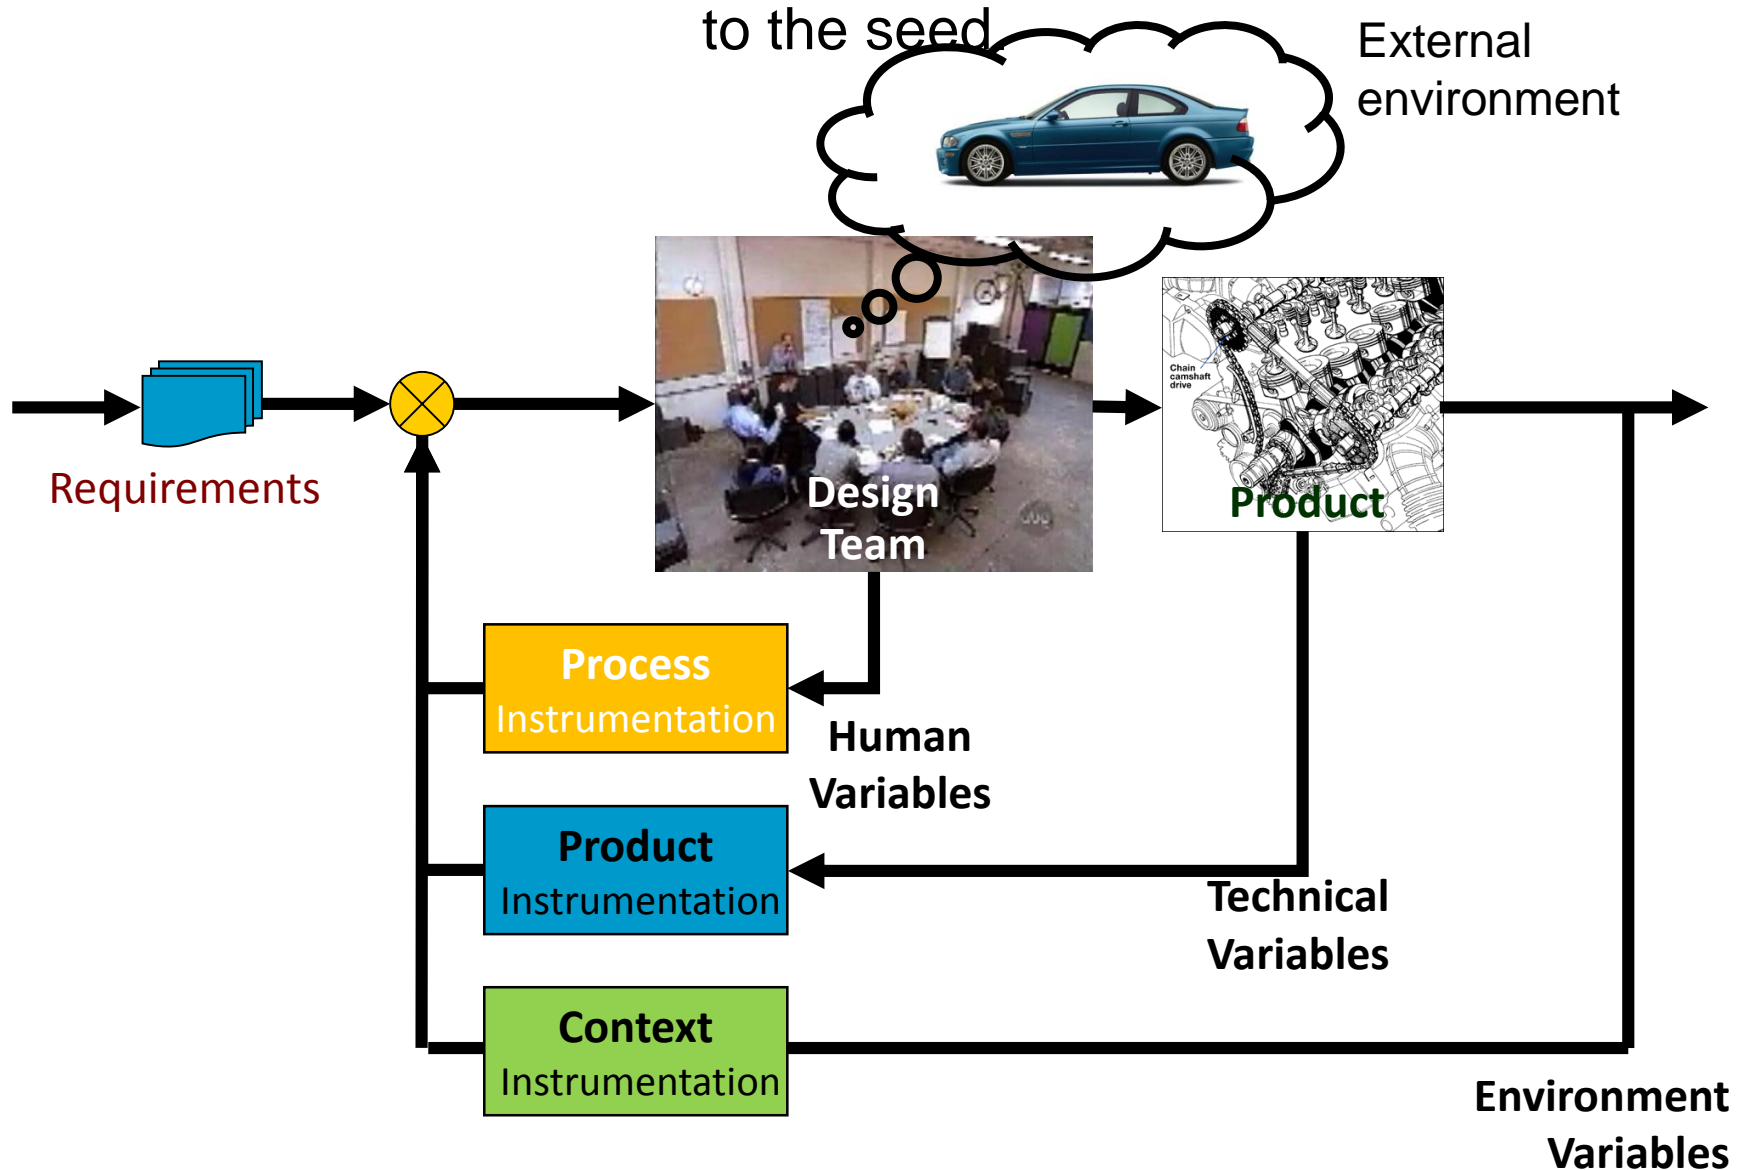 to the seed
External
environment
Chain
camshaft
drive
Requirements
Design
Team
Product
Process
Instrumentation
Human
Variables
Product
Instrumentation
Technical
Variables
Context
Instrumentation
Environment
Variables
abc